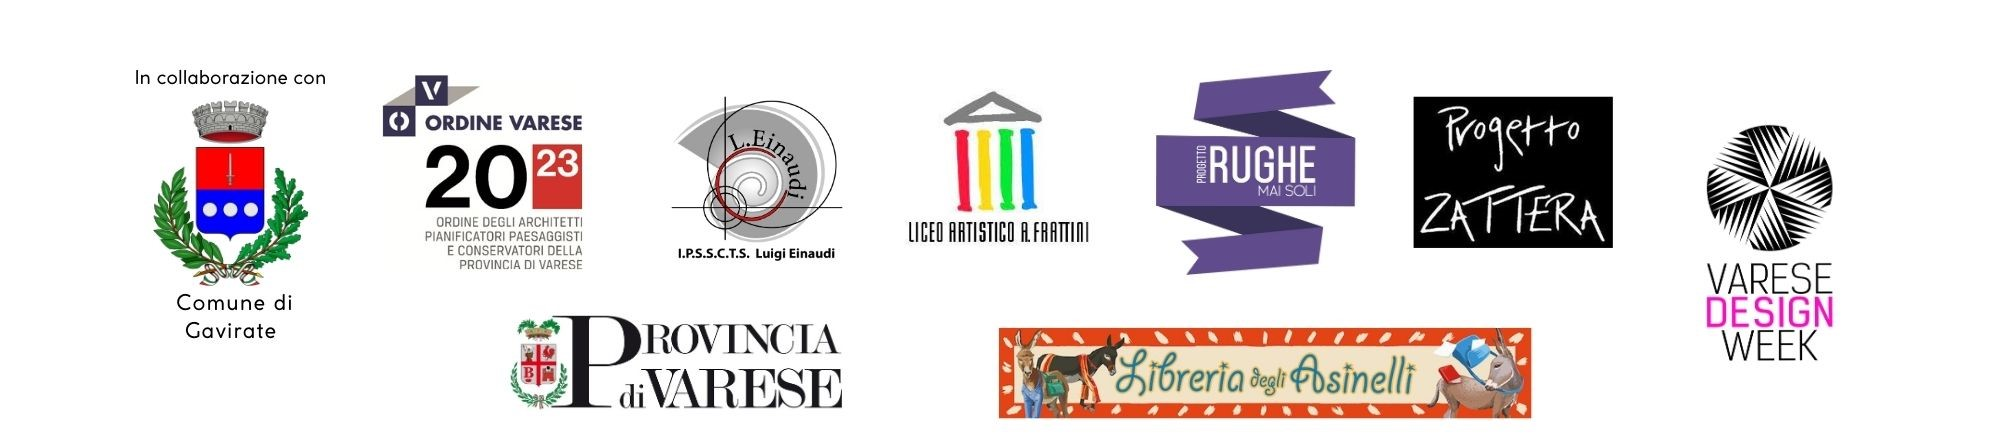 In collaborazione con
Comune di
Gavirate
V
O
ORDINE VARESE
2023
ORDINE DEGLI ARCHITETTI
PIANIFICATORI PAESAGGISTI
E CONSERVATORI DELLA
PROVINCIA DI VARESE
L.Einaudi
I.P.S.S.C.T.S. Luigi Einaudi
LICEO ARTISTICO A.FRATTINI
PROGETTO
RUGHE
MAI SOLI
Progetto
ZATTERA
VARESE
DESIGN
WEEK
B
PROVINCIA
di VARESE
Libreria degli Asinelli